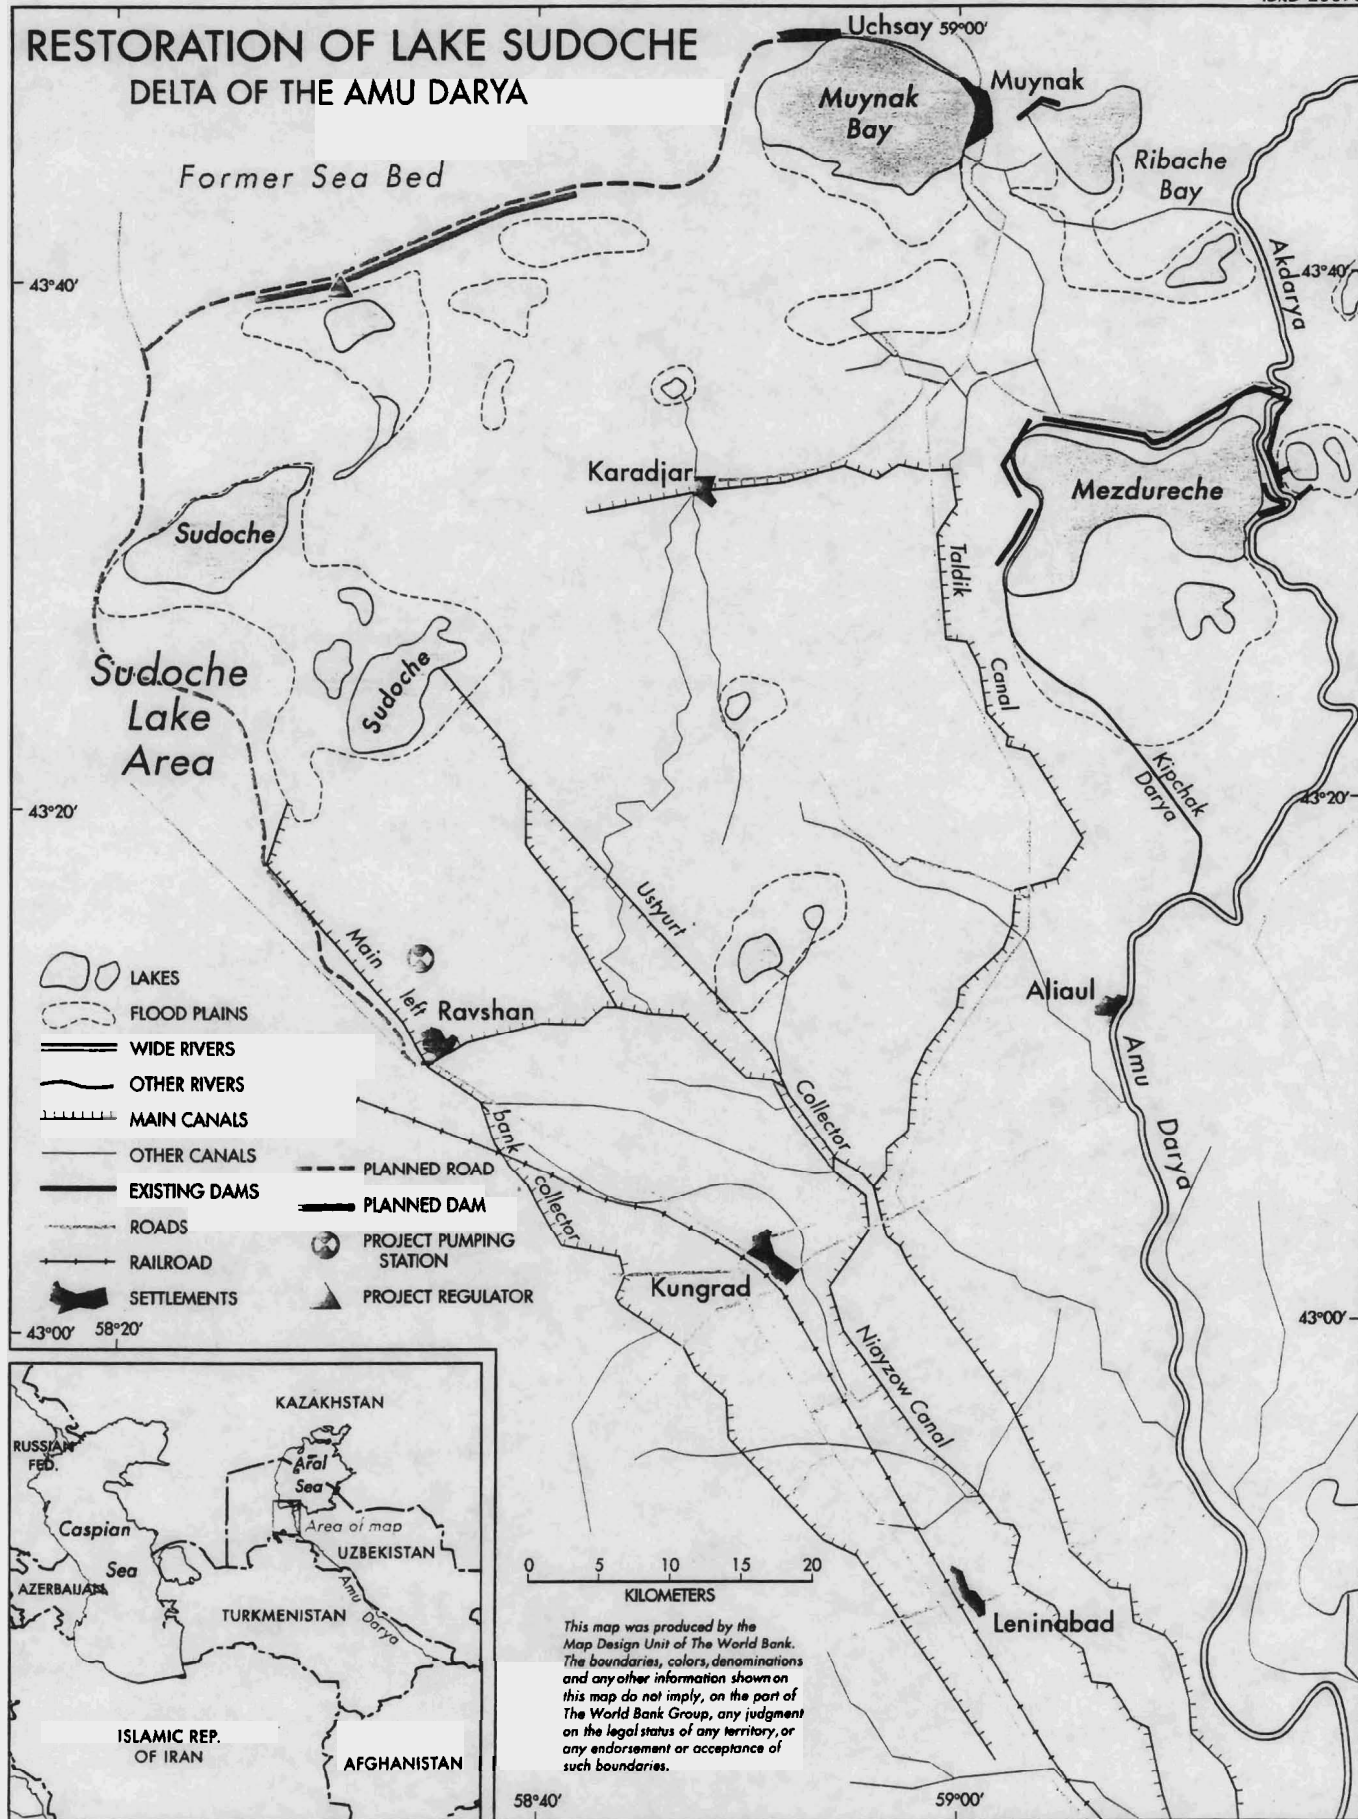 RESTORATION OF LAKE SUDOCHE
DELTA OF THE AMU DARYA
Former Sea Bed
Uchsay
59°00'
Muynak
Muynak
Bay
Ribache
Bay
Akdarya
43°40'
43°40'
Karadjar
Mezdureche
Sudoche
Taldik
Canal
Sudoche
Lake
Area
Sudoche
Kipchak
Darya
43°20'
43°20'
Ustyurt
Collector
Main
left
bank
collector
Ravshan
Aliaul
Amu
Darya
LAKES
FLOOD PLAINS
WIDE RIVERS
OTHER RIVERS
MAIN CANALS
OTHER CANALS
EXISTING DAMS
ROADS
RAILROAD
SETTLEMENTS
PLANNED ROAD
PLANNED DAM
PROJECT PUMPING
STATION
PROJECT REGULATOR
Kungrad
Niayzow Canal
43°00'
58°20'
43°00'
KAZAKHSTAN
RUSSIAN
FED.
Aral
Sea
Caspian
Sea
Area of map
UZBEKISTAN
AZERBAIJAN
TURKMENISTAN
Amu Darya
ISLAMIC REP.
OF IRAN
AFGHANISTAN
0 5 10 15 20
KILOMETERS
This map was produced by the
Map Design Unit of The World Bank.
The boundaries, colors, denominations
and any other information shown on
this map do not imply, on the part of
The World Bank Group, any judgment
on the legal status of any territory, or
any endorsement or acceptance of
such boundaries.
Leninabad
58°40'
59°00'